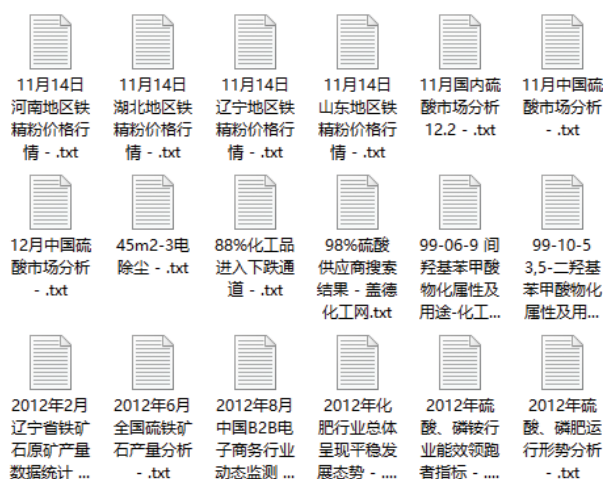 11月14日
河南地区铁
精粉价格行
情 - .txt
11月14日
湖北地区铁
精粉价格行
情 - .txt
11月14日
辽宁地区铁
精粉价格行
情 - .txt
11月14日
山东地区铁
精粉价格行
情 - .txt
11月国内硫
酸市场分析
12.2 - .txt
11月中国硫
酸市场分析
- .txt
12月中国硫
酸市场分析
- .txt
45m2-3电
除尘 - .txt
88%化工品
进入下跌通
道 - .txt
98%硫酸
供应商搜索
结果 - 盖德
化工网.txt
99-06-9 间
羟基苯甲酸
物化属性及
用途-化工...
99-10-5
3,5-二羟基
苯甲酸物化
属性及用...
2012年2月
辽宁省铁矿
石原矿产量
数据统计 ...
2012年6月
全国硫铁矿
石产量分析
- .txt
2012年8月
中国B2B电
子商务行业
动态监测 ...
2012年化
肥行业总体
呈现平稳发
展态势 - ....
2012年硫
酸、磷铵行
业能效领跑
者指标 - ....
2012年硫
酸、磷肥运
行形势分析
- .txt